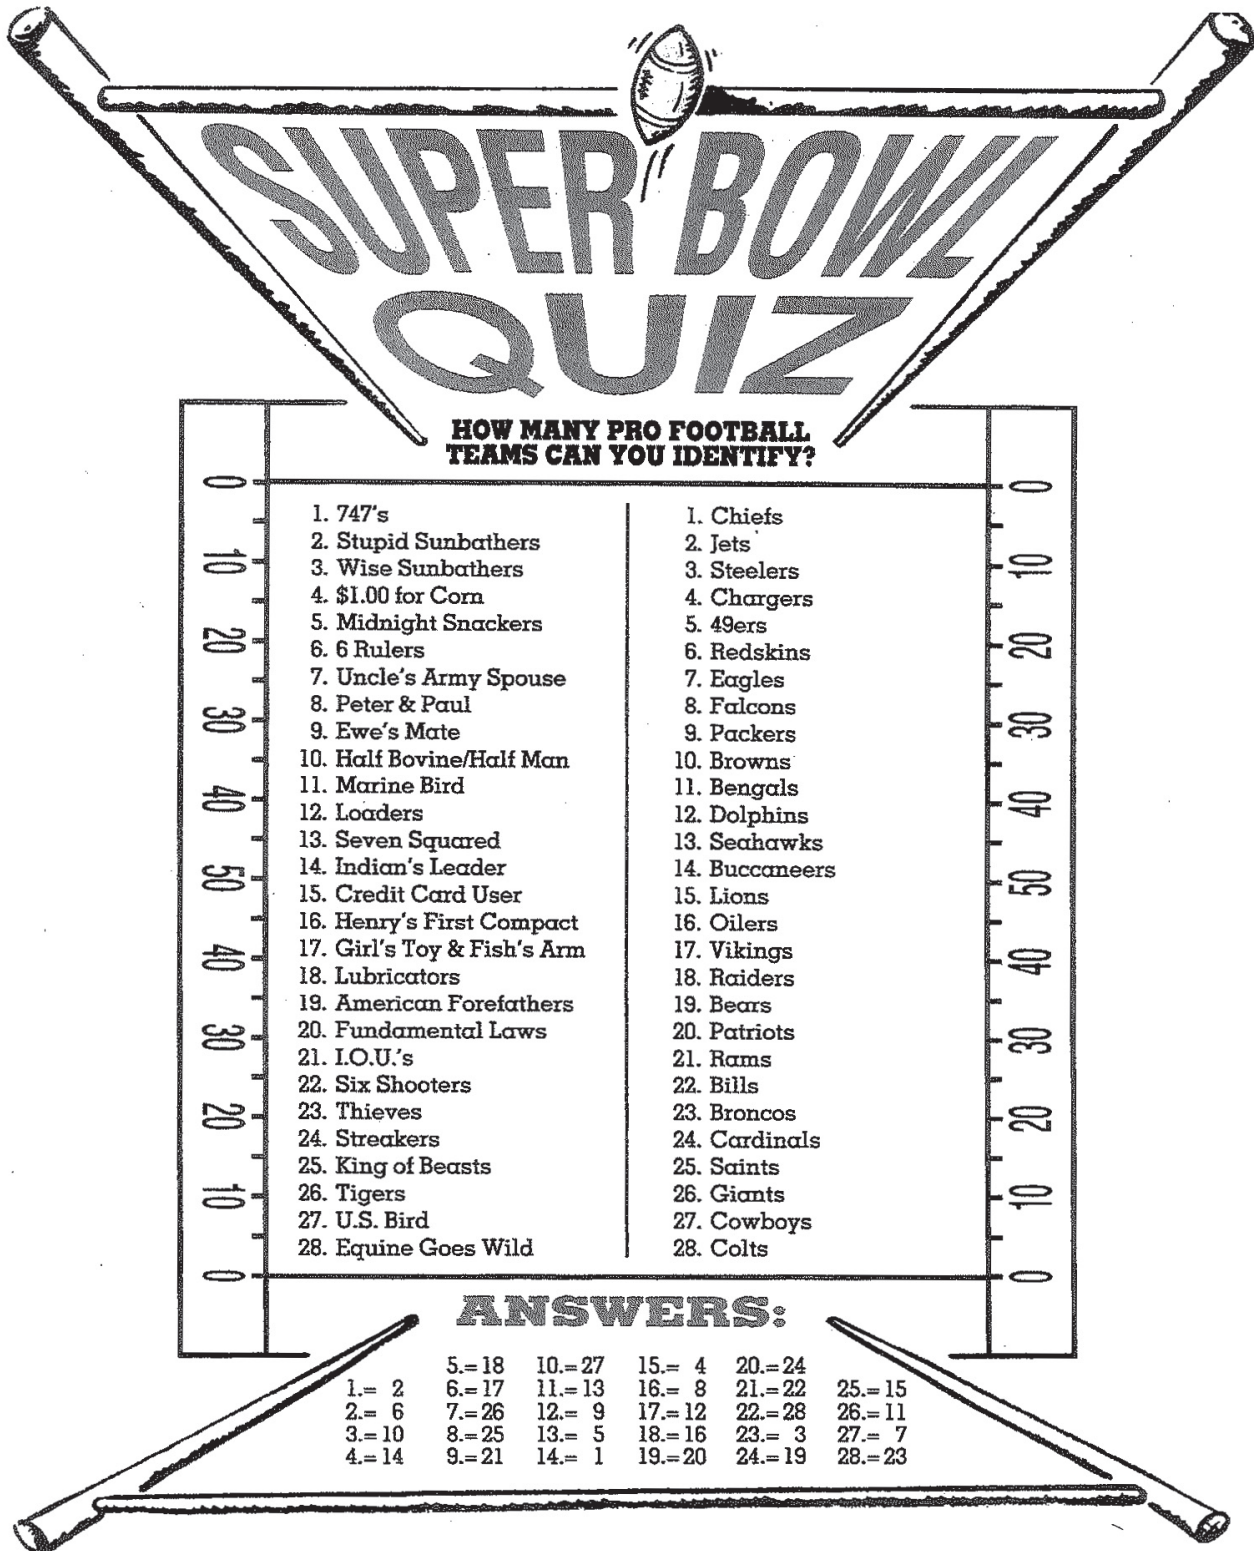 SUPER BOWL
QUIZ
HOW MANY PRO FOOTBALL
TEAMS CAN YOU IDENTIFY?
0
10
20
30
40
50
40
30
20
10
0
1. 747's
2. Stupid Sunbathers
3. Wise Sunbathers
4. $1.00 for Corn
5. Midnight Snackers
6. 6 Rulers
7. Uncle's Army Spouse
8. Peter & Paul
9. Ewe's Mate
10. Half Bovine/Half Man
11. Marine Bird
12. Loaders
13. Seven Squared
14. Indian's Leader
15. Credit Card User
16. Henry's First Compact
17. Girl's Toy & Fish's Arm
18. Lubricators
19. American Forefathers
20. Fundamental Laws
21. I.O.U.'s
22. Six Shooters
23. Thieves
24. Streakers
25. King of Beasts
26. Tigers
27. U.S. Bird
28. Equine Goes Wild
1. Chiefs
2. Jets
3. Steelers
4. Chargers
5. 49ers
6. Redskins
7. Eagles
8. Falcons
9. Packers
10. Browns
11. Bengals
12. Dolphins
13. Seahawks
14. Buccaneers
15. Lions
16. Oilers
17. Vikings
18. Raiders
19. Bears
20. Patriots
21. Rams
22. Bills
23. Broncos
24. Cardinals
25. Saints
26. Giants
27. Cowboys
28. Colts
0
10
20
30
40
50
40
30
20
10
0
ANSWERS:
5.=18 10.=27 15.= 4 20.=24
1.= 2 6.=17 11.=13 16.= 8 21.=22 25.=15
2.= 6 7.=26 12.= 9 17.=12 22.=28 26.=11
3.=10 8.=25 13.= 5 18.=16 23.= 3 27.= 7
4.=14 9.=21 14.= 1 19.=20 24.=19 28.=23